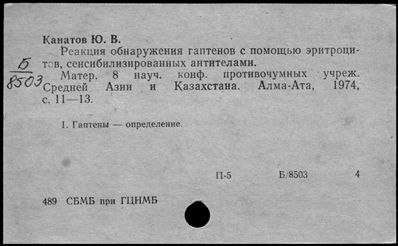 Канатов Ю. В.
Реакция обнаружения гаптенов с помощью эритроци-
тов, сенсибилизированных антителами.
Б
8503
Матер. 8 науч. конф. противочумных учреж.
Средней Азии и Казахстана. Алма-Ата, 1974,
с. 11—13.
1. Гаптены — определение.
П-5 Б/8503 4
489 СБМБ при ГЦНМБ